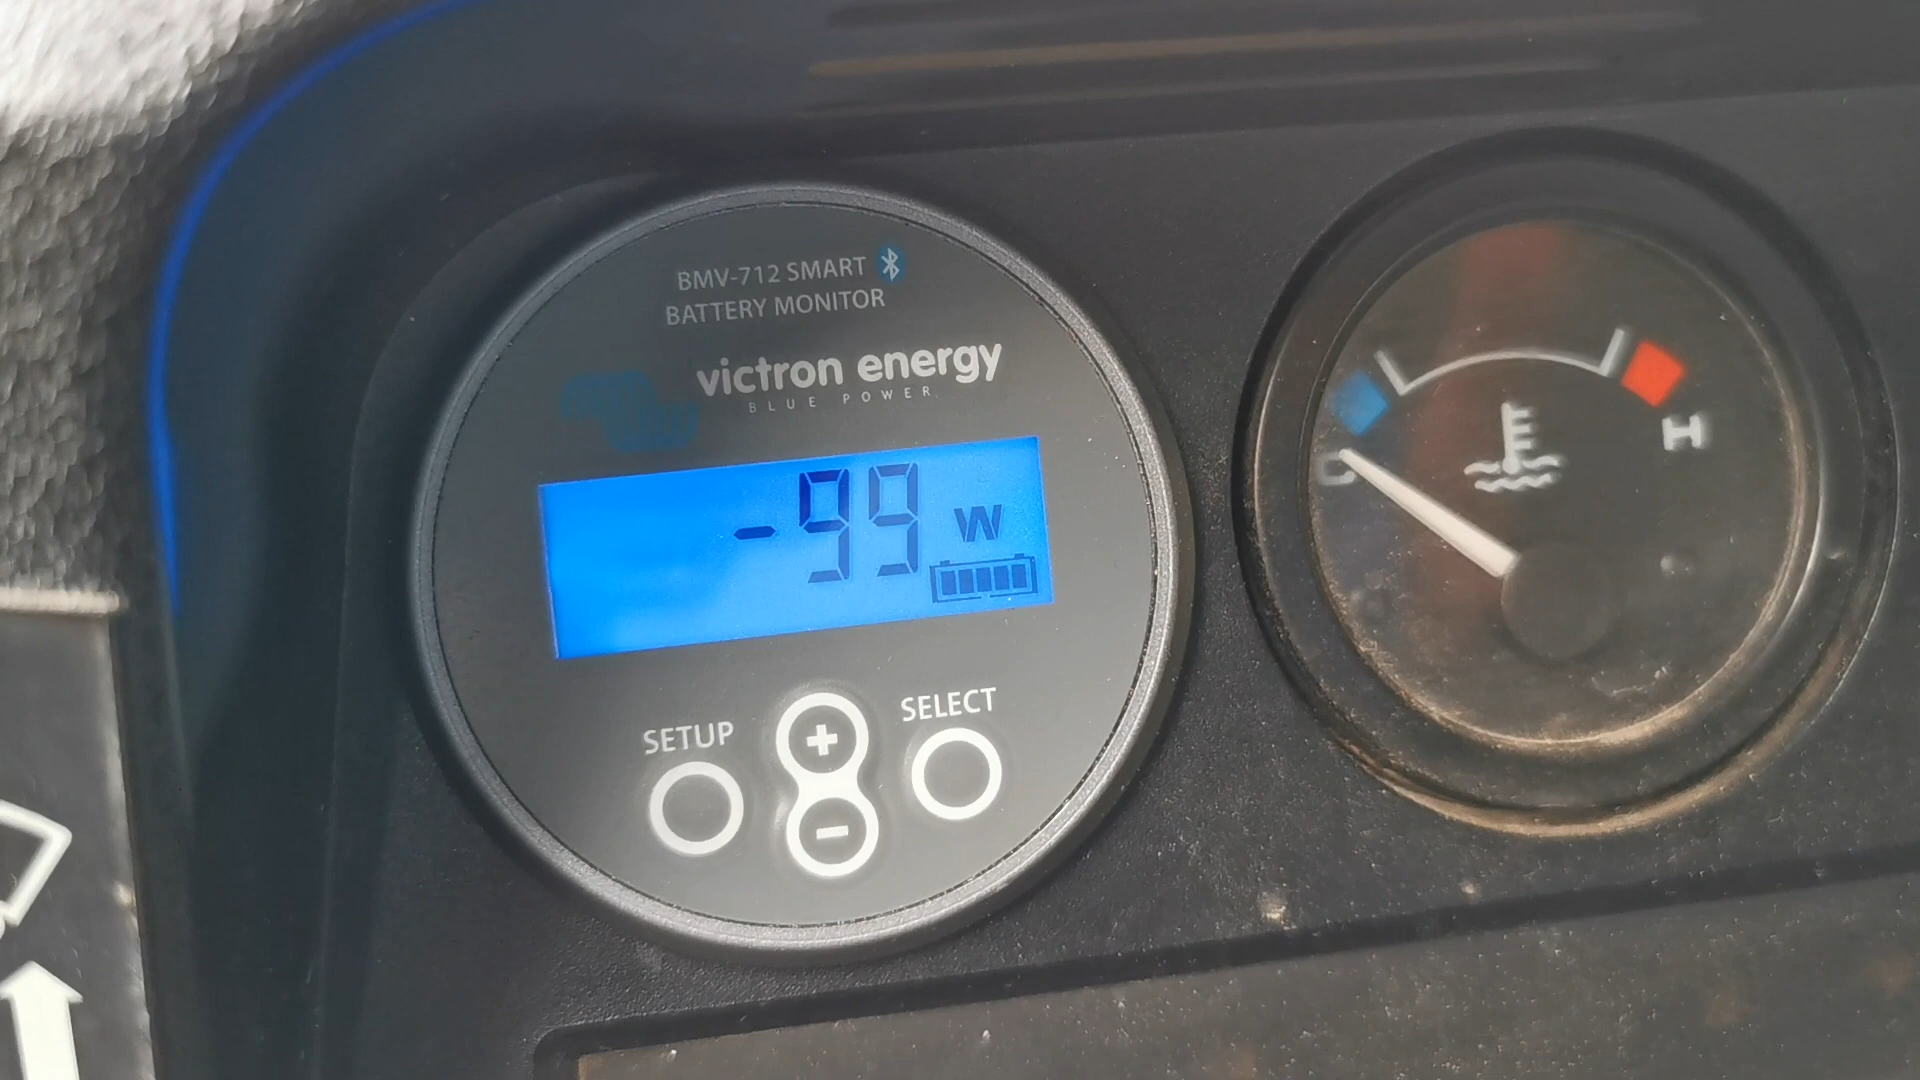 BMV-712 SMART
BATTERY MONITOR
victron energy
BLUE POWER
-99 W
SETUP
+
SELECT
-
C
H